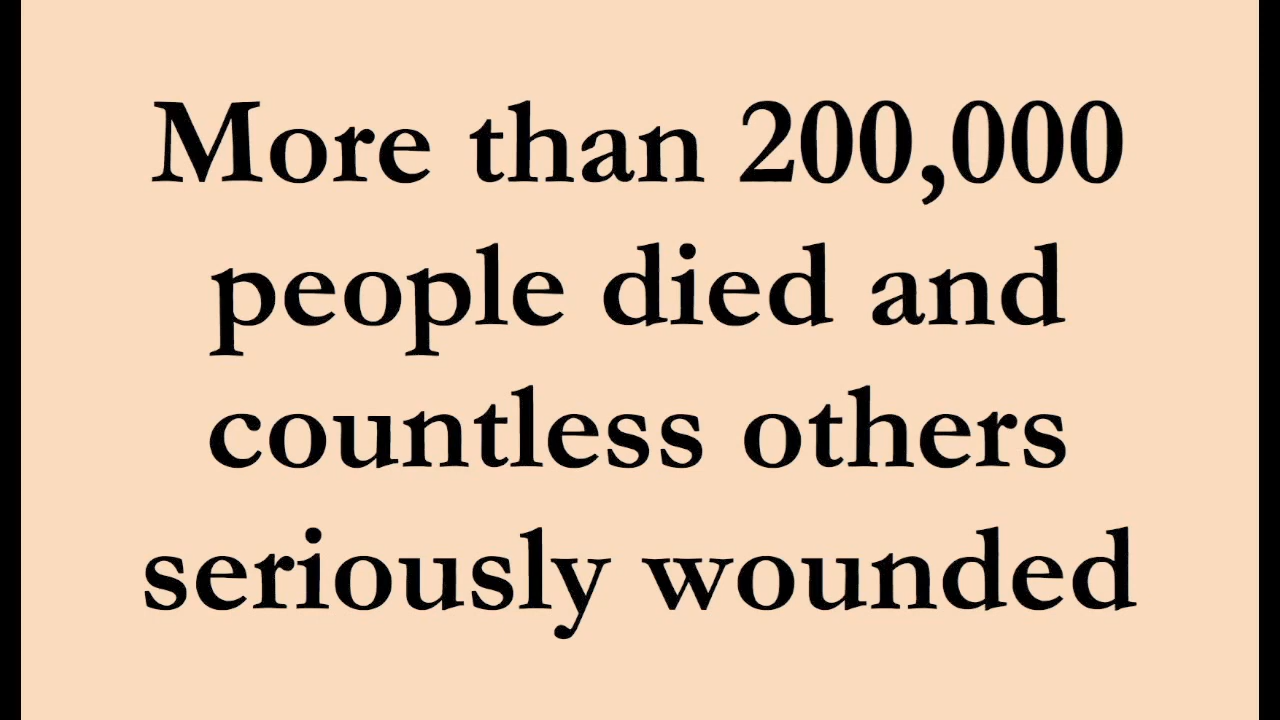 More than 200,000
people died and
countless others
seriously wounded